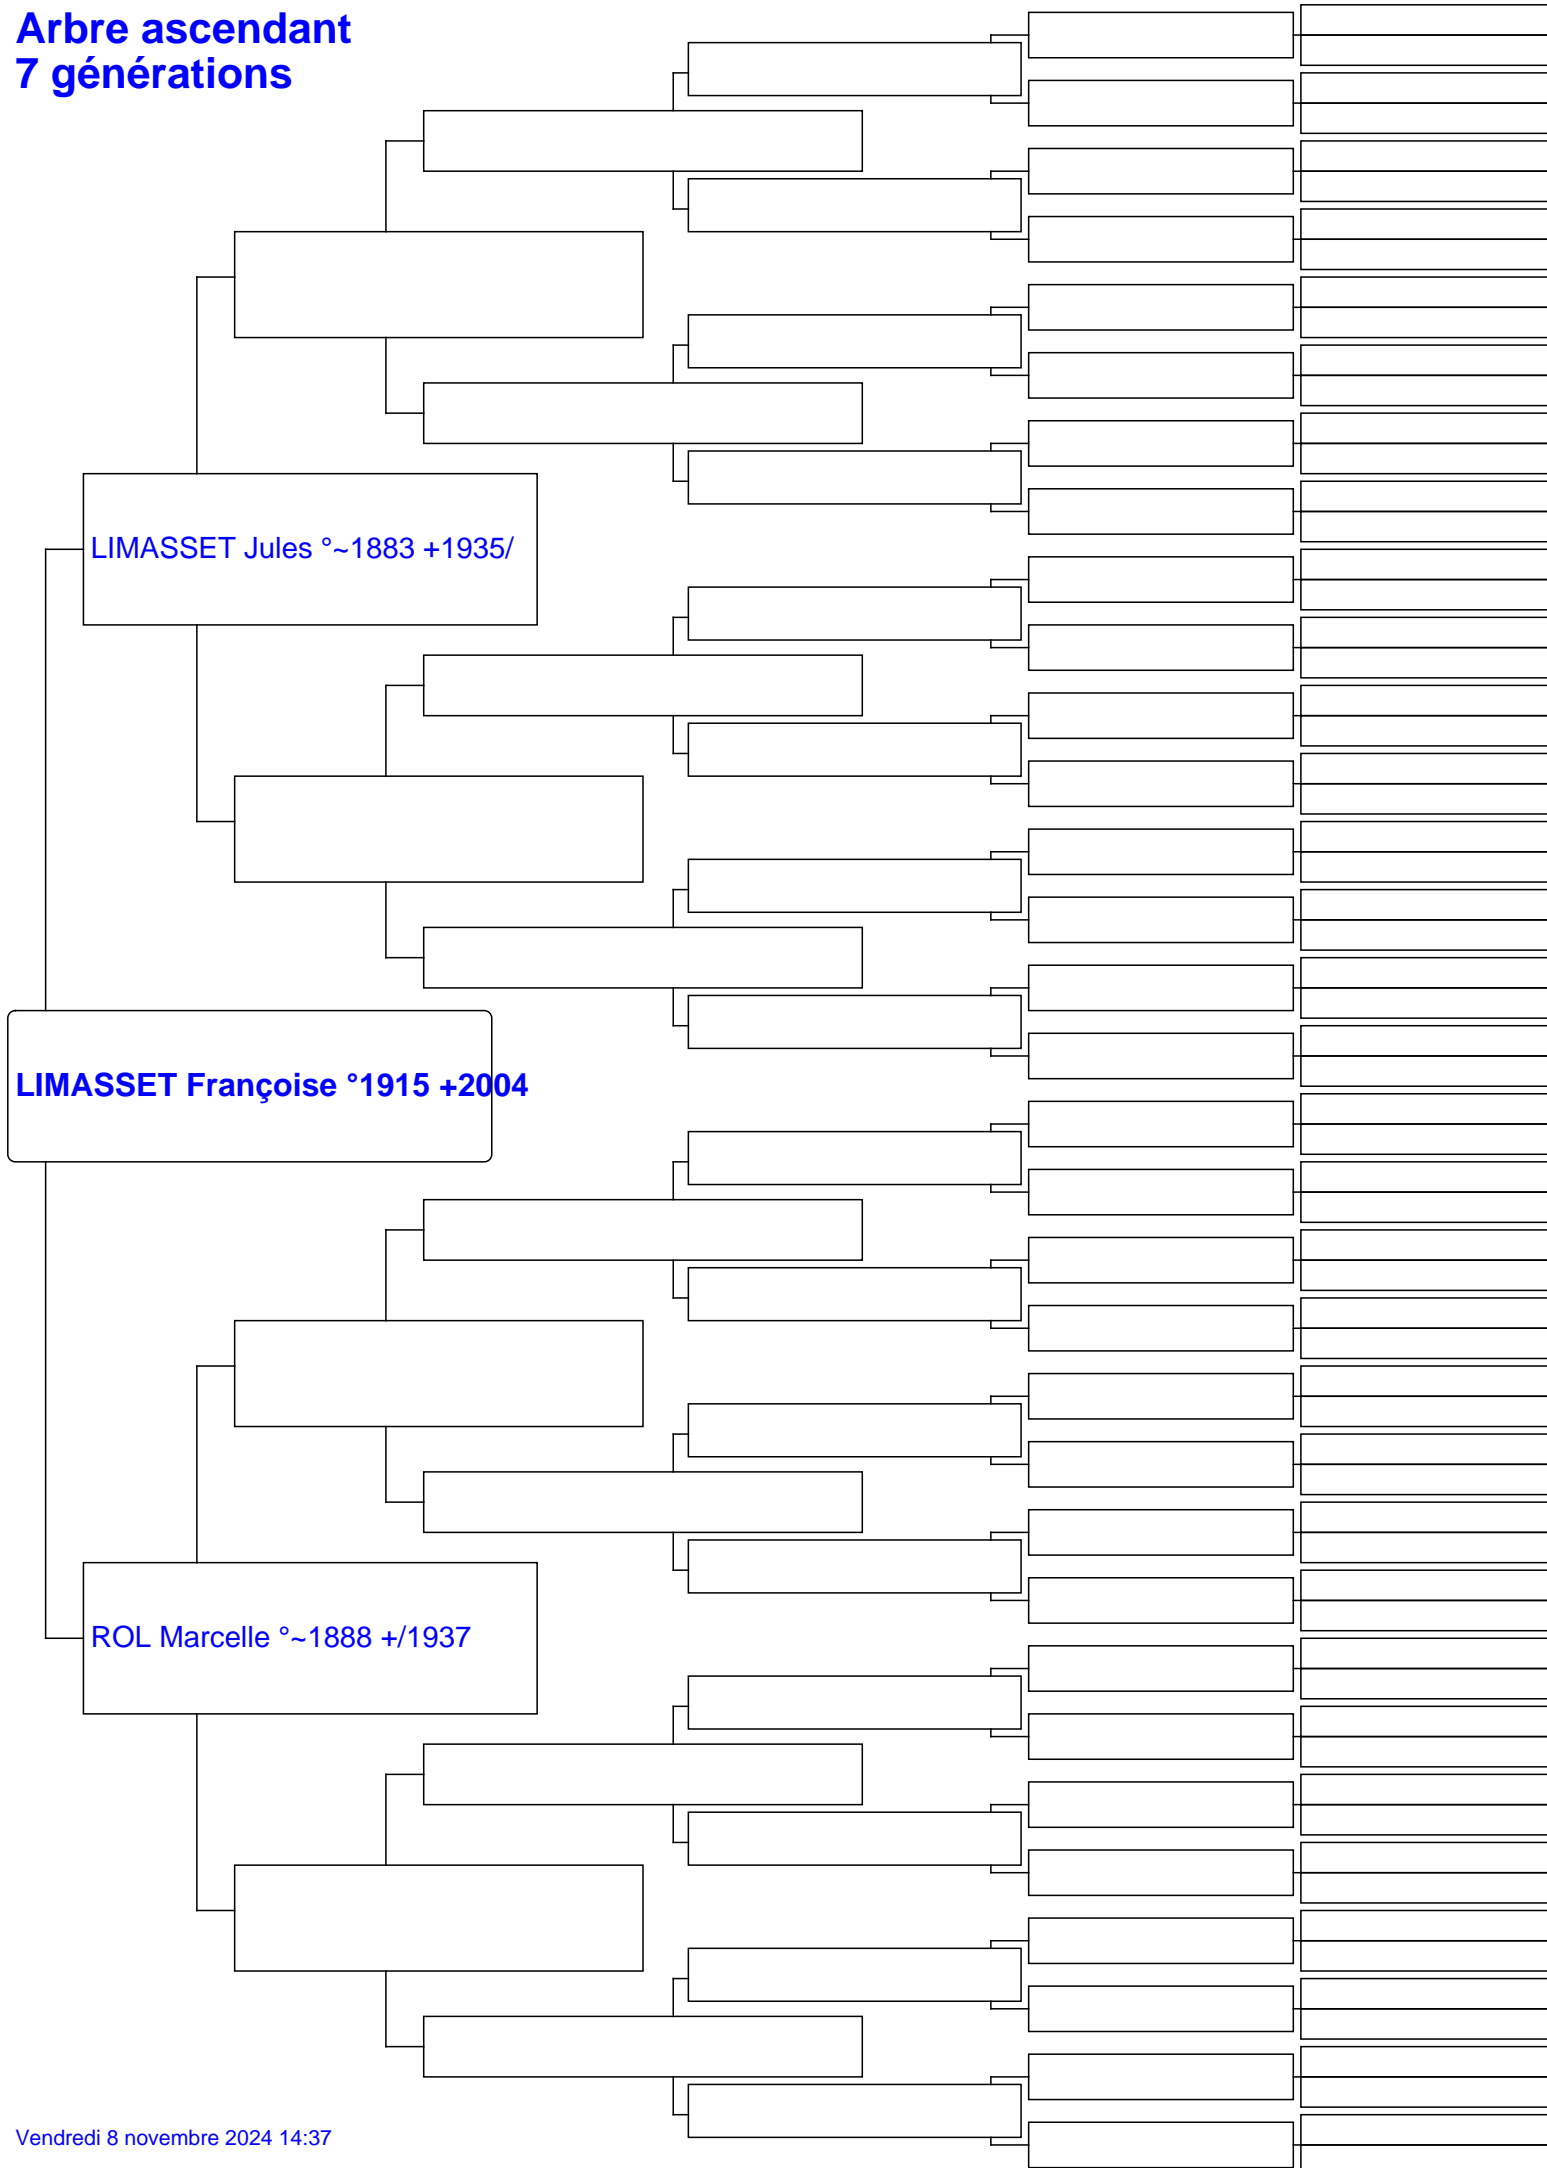 Arbre ascendant
7 générations
LIMASSET Jules °~1883 +1935/
LIMASSET Françoise °1915 +2004
ROL Marcelle °~1888 +/1937
Vendredi 8 novembre 2024 14:37